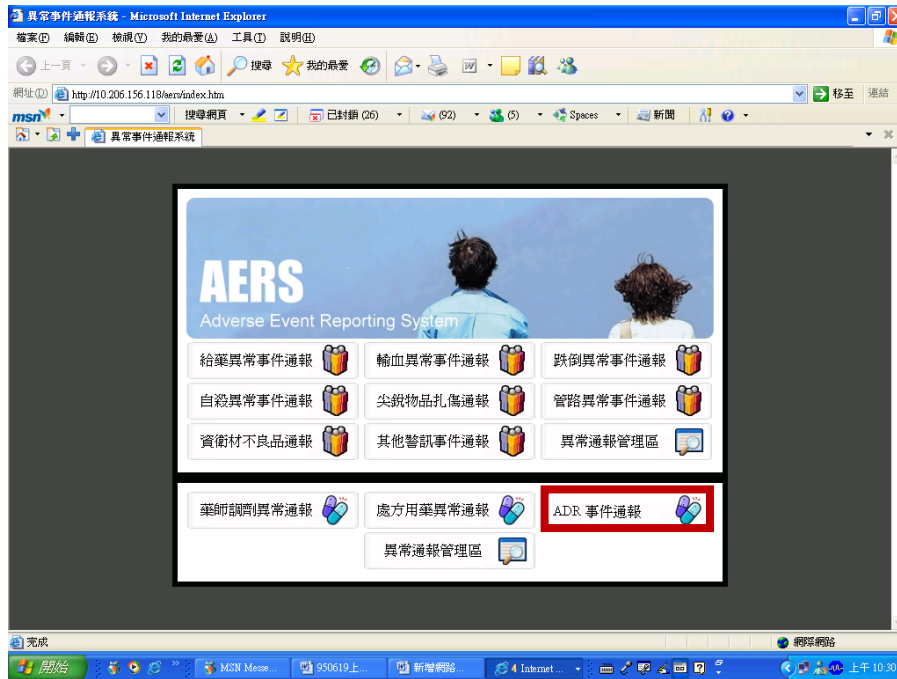 異常事件通報系統 - Microsoft Internet Explorer
檔案(F) 編輯(E) 檢視(V) 我的最愛(A) 工具(T) 說明(H)
上一頁 搜尋 我的最愛
網址(D) http://10.206.156.118/aers/index.htm 移至 連結
msn 搜尋網頁 已封鎖 (26) (92) (5) Spaces 新聞
異常事件通報系統
AERS
Adverse Event Reporting System
給藥異常事件通報 輸血異常事件通報 跌倒異常事件通報
自殺異常事件通報 尖銳物品扎傷通報 管路異常事件通報
資衛材不良品通報 其他警訊事件通報 異常通報管理區
藥師調劑異常通報 處方用藥異常通報 ADR 事件通報
異常通報管理區
完成 網際網路
開始 MSN Messe... 950619上... 新增網路... 4 Internet ... 上午 10:30